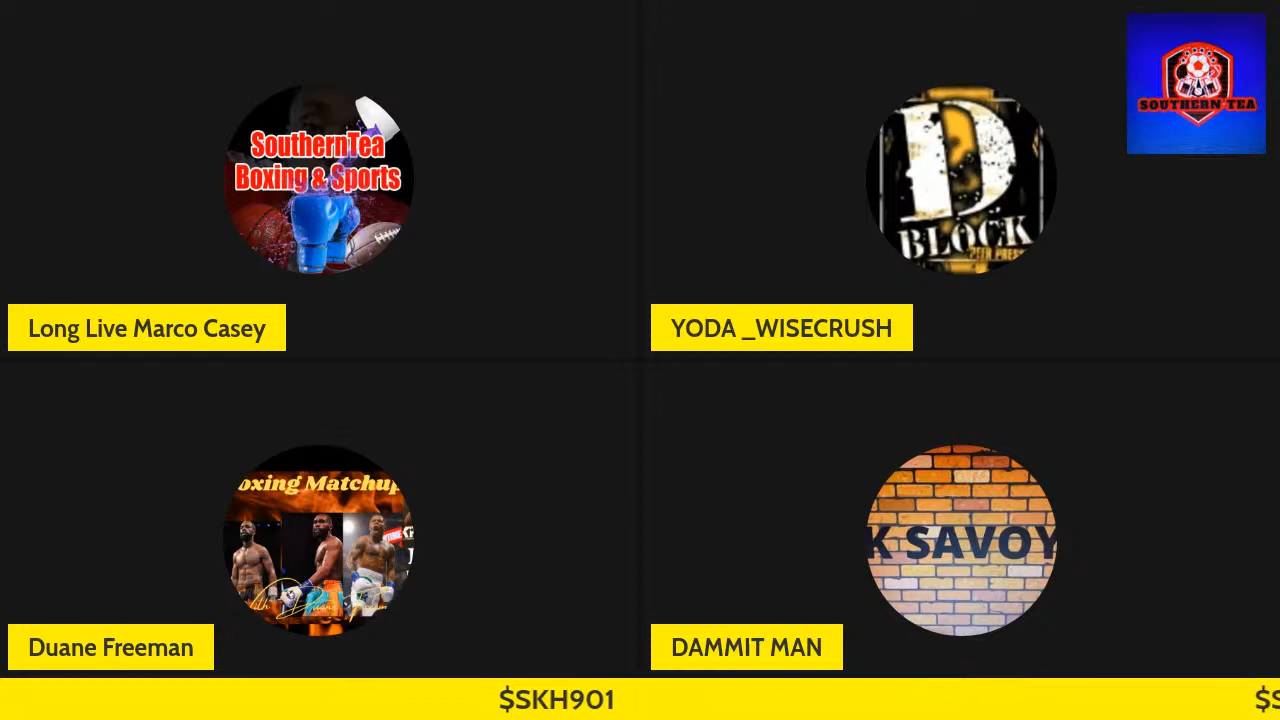 SouthernTea
Boxing & Sports
D
BLOCK
SOUTHERN TEA
Long Live Marco Casey
YODA _WISECRUSH
oxing Matchup
K SAVOY
Duane Freeman
DAMMIT MAN
$SKH901
$S